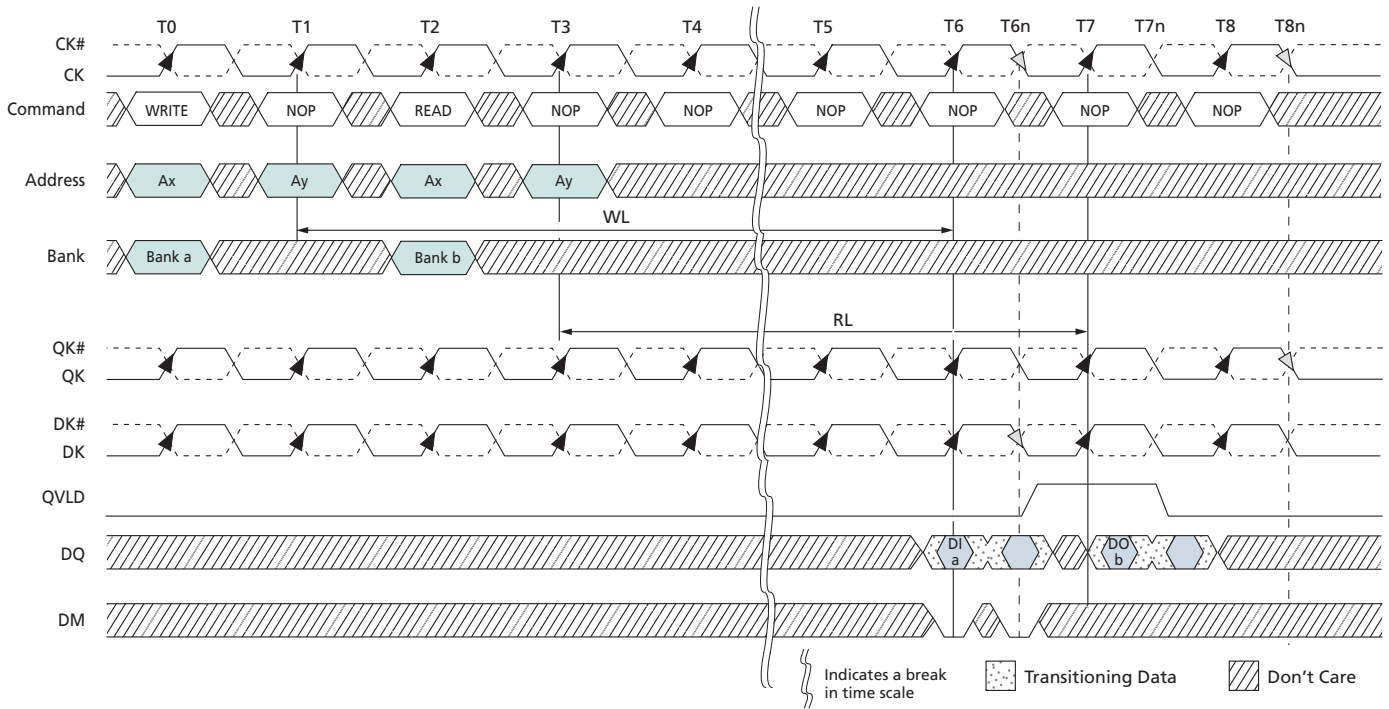 T0 T1 T2 T3 T4 T5 T6 T6n T7 T7n T8 T8n
CK#
CK
Command WRITE NOP READ NOP NOP NOP NOP NOP NOP
Address Ax Ay Ax Ay
WL
Bank Bank a Bank b
RL
QK#
QK
DK#
DK
QVLD
DQ DI a DO b
DM
Indicates a break
in time scale
Transitioning Data
Don't Care